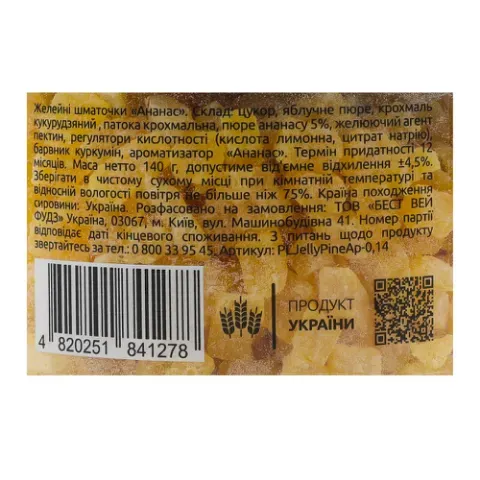 Желейні шматочки «Ананас». Склад: цукор, яблучне пюре, крохмаль
кукурудзяний , патока крохмальна, пюре ананасу 5%, желюючий агент
пектин, регулятори кислотності (кислота лимонна, цитрат натрію),
барвник куркумін, ароматизатор «Ананас». Термін придатності 12
місяців. Маса нетто 140 г, допустиме від'ємне відхилення ±4,5%.
Зберігати в чистому сухому місці при кімнатній температурі та
відносній вологості повітря не більше ніж 75%. Країна походження
сировини: Україна. Розфасовано на замовлення: ТОВ «БЕСТ ВЕЙ
ФУДЗ» Україна, 03067, м. Київ, вул. Машинобудівна 41. Номер партії
відповідає даті кінцевого споживання. З питань щодо продукту
звертайтесь за тел.: 0 800 33 95 45. Артикул: PL JellyPineAp-0,14
ПРОДУКТ
УКРАЇНИ
4 820251 841278